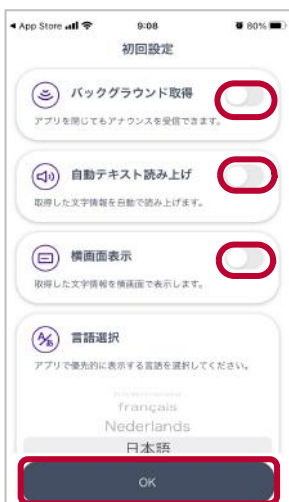 App Store 9:08 80%
初回設定
バックグラウンド取得
アプリを閉じてもアナウンスを受信できます。
自動テキスト読み上げ
取得した文字情報を自動で読み上げます。
横画面表示
取得した文字情報を横画面で表示します。
言語選択
アプリで優先的に表示する言語を選択してください。
français
Nederlands
日本語
OK